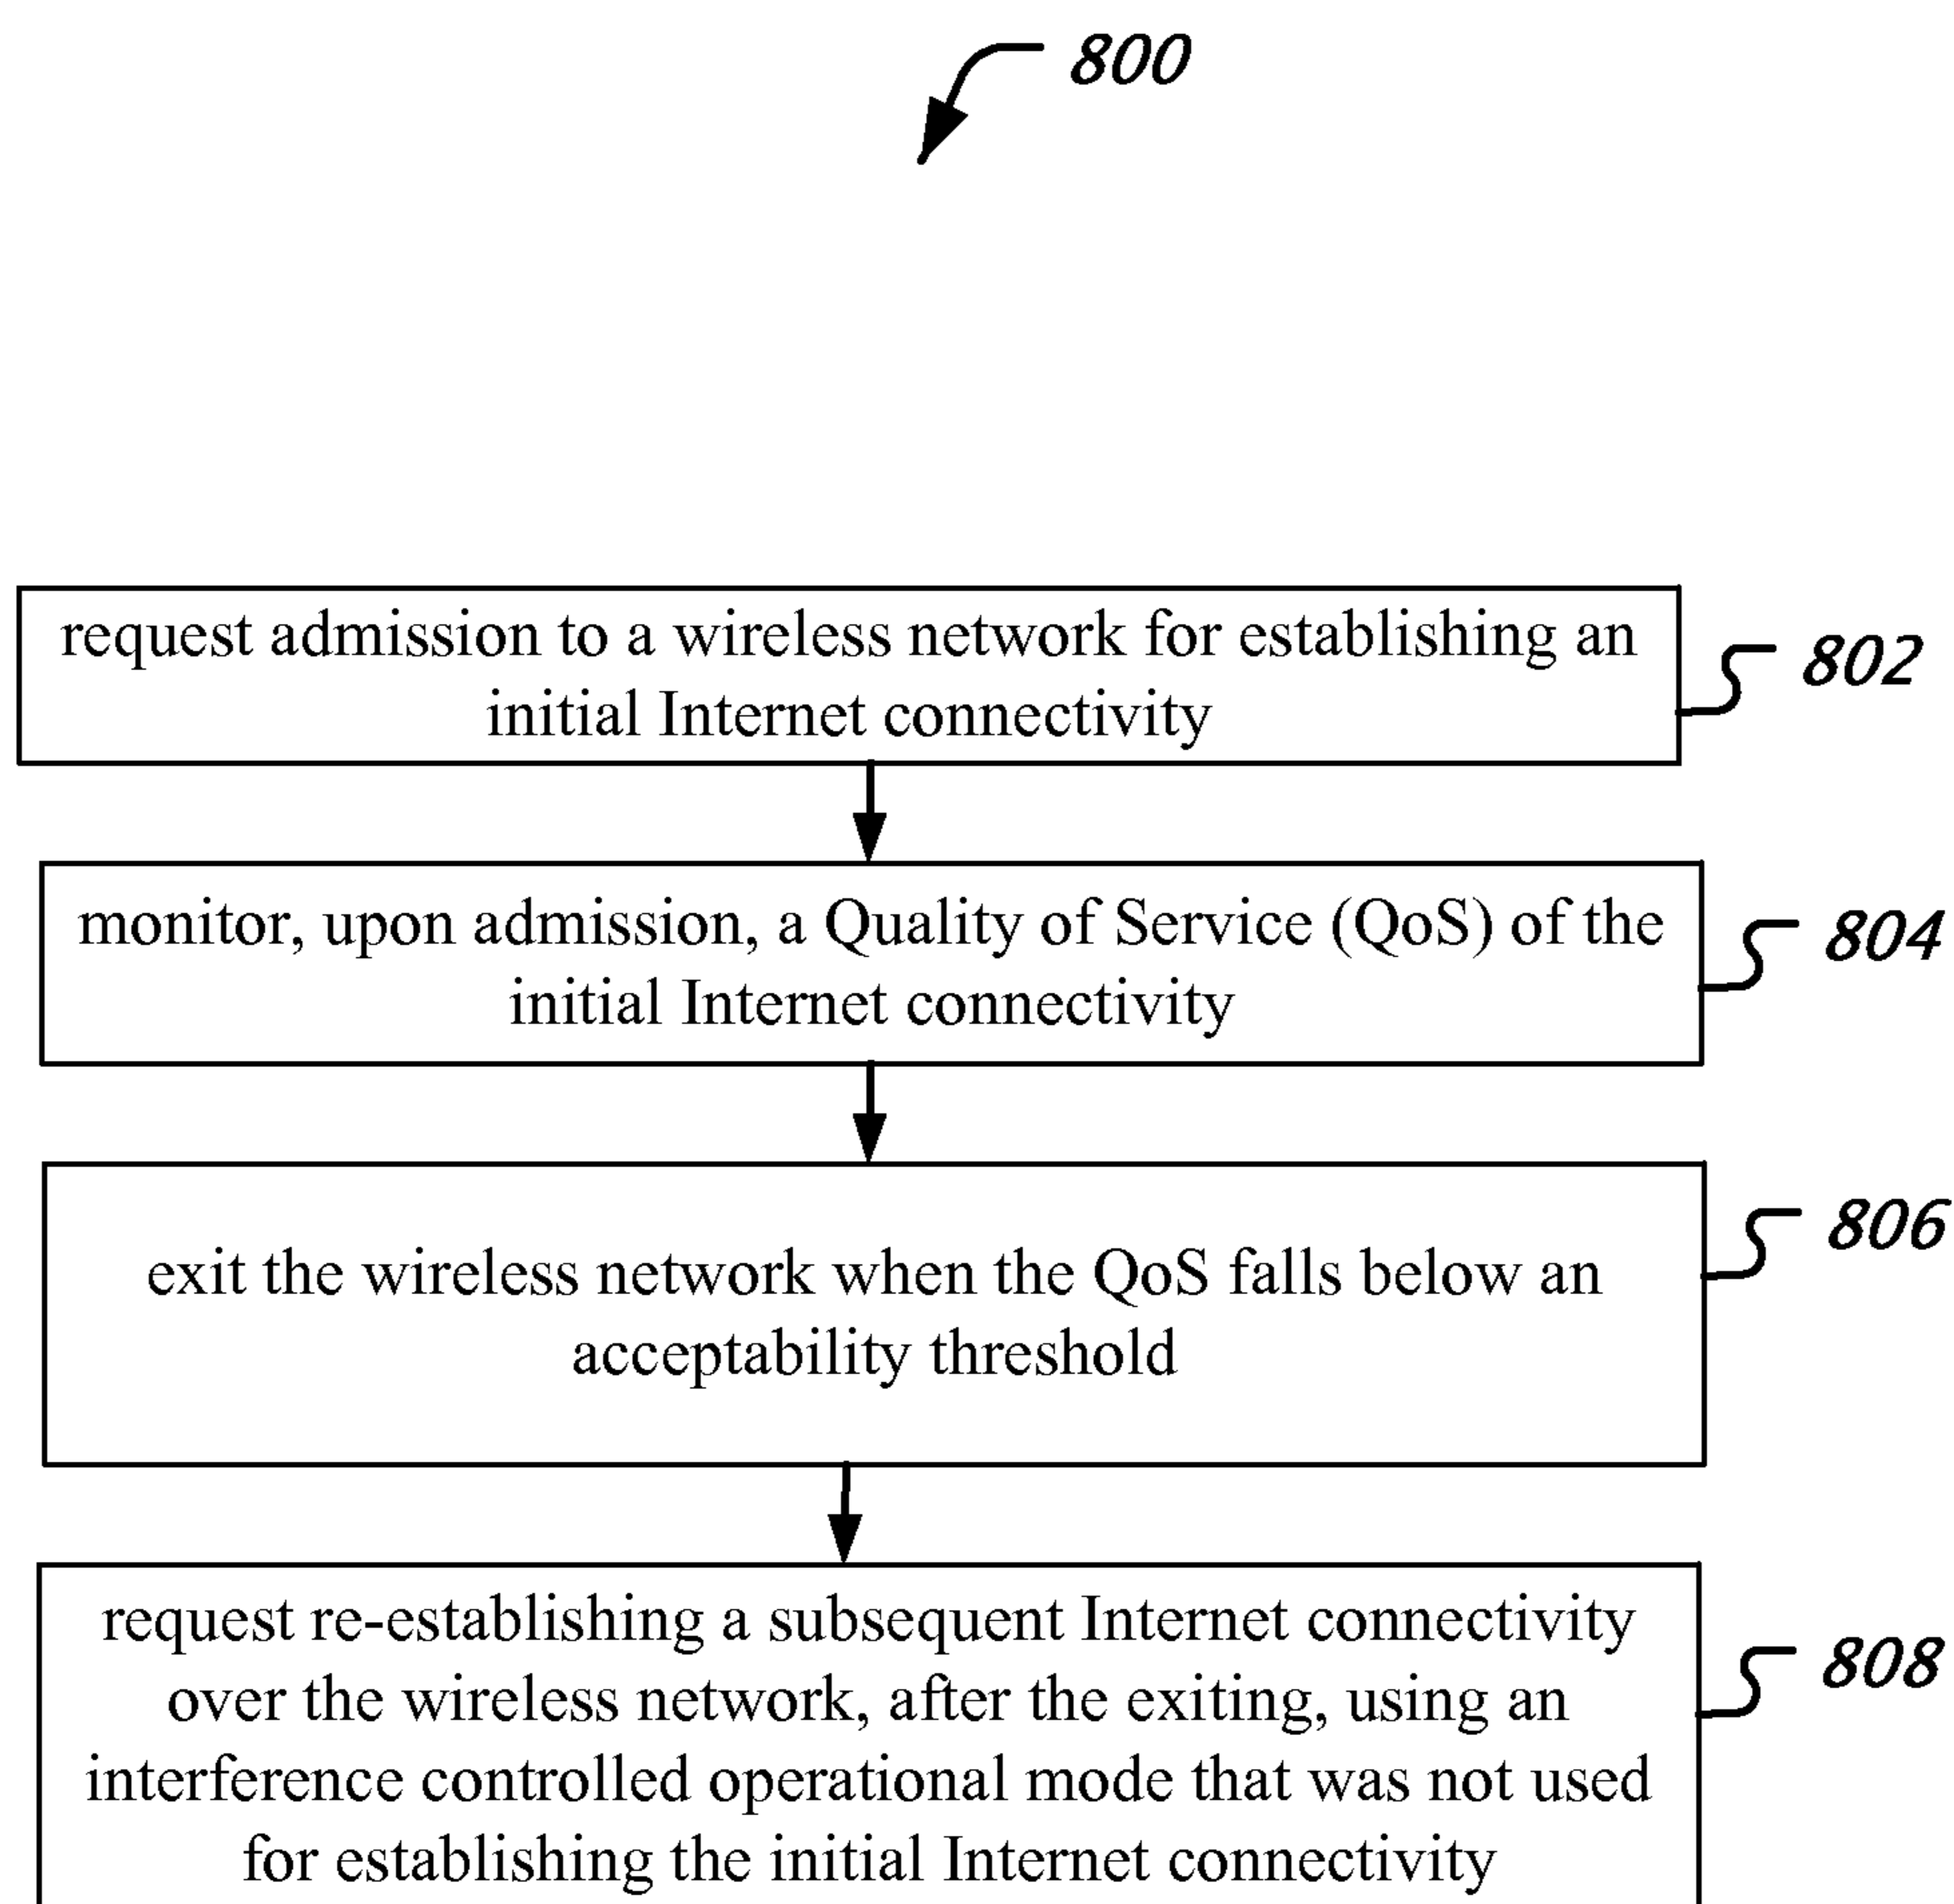 800
request admission to a wireless network for establishing an
initial Internet connectivity
802
monitor, upon admission, a Quality of Service (QoS) of the
initial Internet connectivity
804
exit the wireless network when the QoS falls below an
acceptability threshold
806
request re-establishing a subsequent Internet connectivity
over the wireless network, after the exiting, using an
interference controlled operational mode that was not used
for establishing the initial Internet connectivity
808